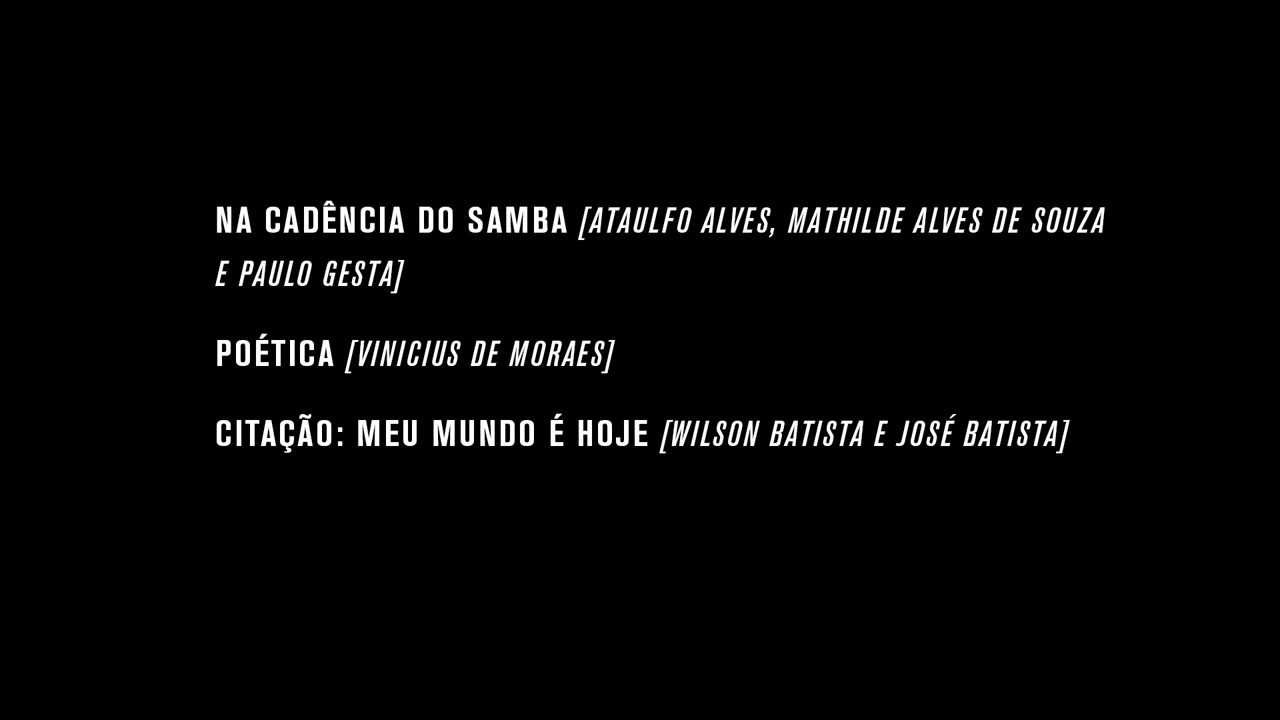 NA CADÊNCIA DO SAMBA [ATAULFO ALVES, MATHILDE ALVES DE SOUZA
E PAULO GESTA]
POÉTICA [VINICIUS DE MORAES]
CITAÇÃO: MEU MUNDO É HOJE [WILSON BATISTA E JOSÉ BATISTA]